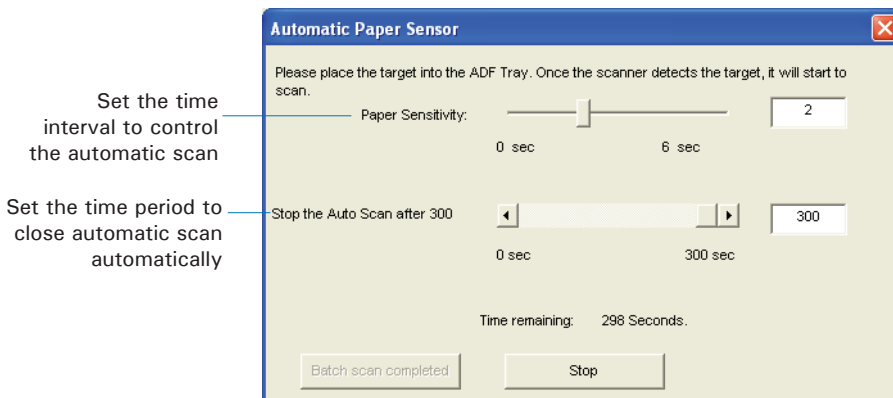 Automatic Paper Sensor
Please place the target into the ADF Tray. Once the scanner detects the target, it will start to
scan.
Set the time
interval to control
the automatic scan
Paper Sensitivity:
2
0 sec
6 sec
Set the time period to
close automatic scan
automatically
Stop the Auto Scan after 300
300
0 sec
300 sec
Time remaining: 298 Seconds.
Batch scan completed
Stop